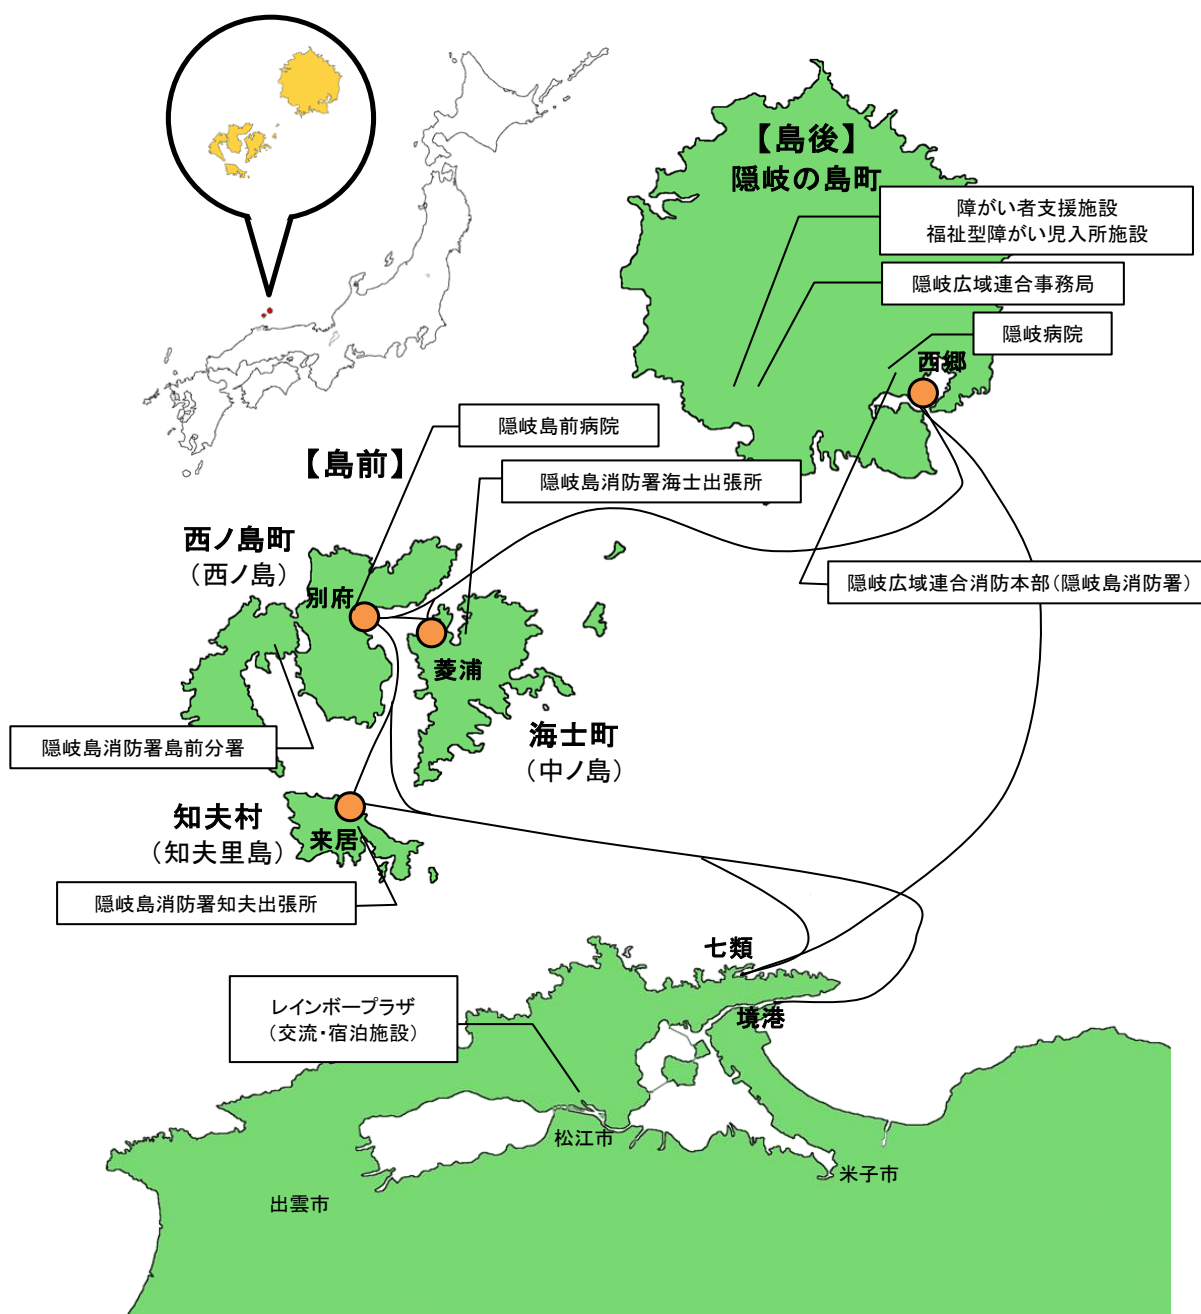 【島後】
隠岐の島町
障がい者支援施設
福祉型障がい児入所施設
隠岐広域連合事務局
隠岐病院
西郷
隠岐島前病院
【島前】
隠岐島消防署海士出張所
西ノ島町
（西ノ島）
別府
隠岐広域連合消防本部（隠岐島消防署）
菱浦
海士町
（中ノ島）
隠岐島消防署島前分署
知夫村
（知夫里島）
来居
隠岐島消防署知夫出張所
七類
レインボープラザ
（交流・宿泊施設）
境港
松江市
米子市
出雲市